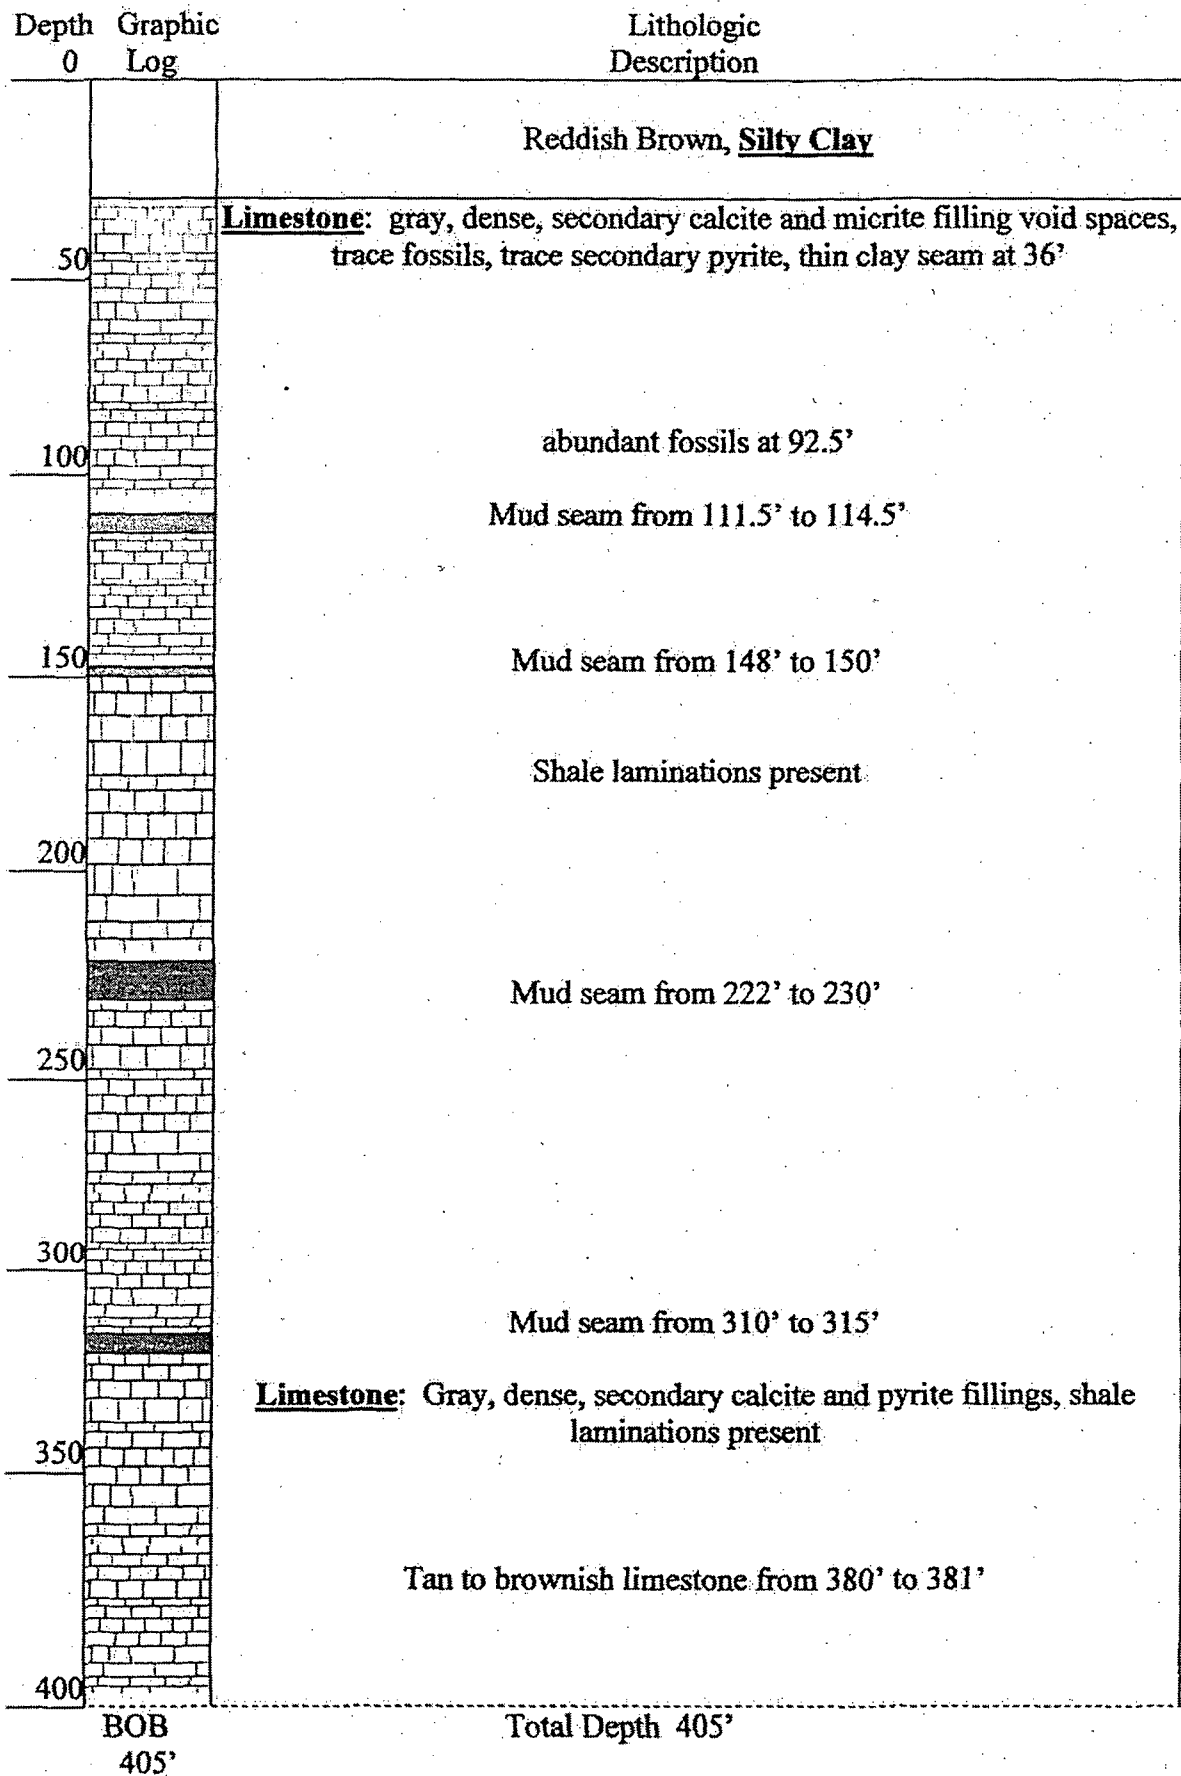 Depth Graphic Lithologic
0 Log Description
Reddish Brown, Silty Clay
Limestone: gray, dense, secondary calcite and micrite filling void spaces,
trace fossils, trace secondary pyrite, thin clay seam at 36'
50
abundant fossils at 92.5'
100
Mud seam from 111.5' to 114.5'
150 Mud seam from 148' to 150'
Shale laminations present
200
Mud seam from 222' to 230'
250
300
Mud seam from 310' to 315'
Limestone: Gray, dense, secondary calcite and pyrite fillings, shale
laminations present
350
Tan to brownish limestone from 380' to 381'
400
BOB Total Depth 405'
405'